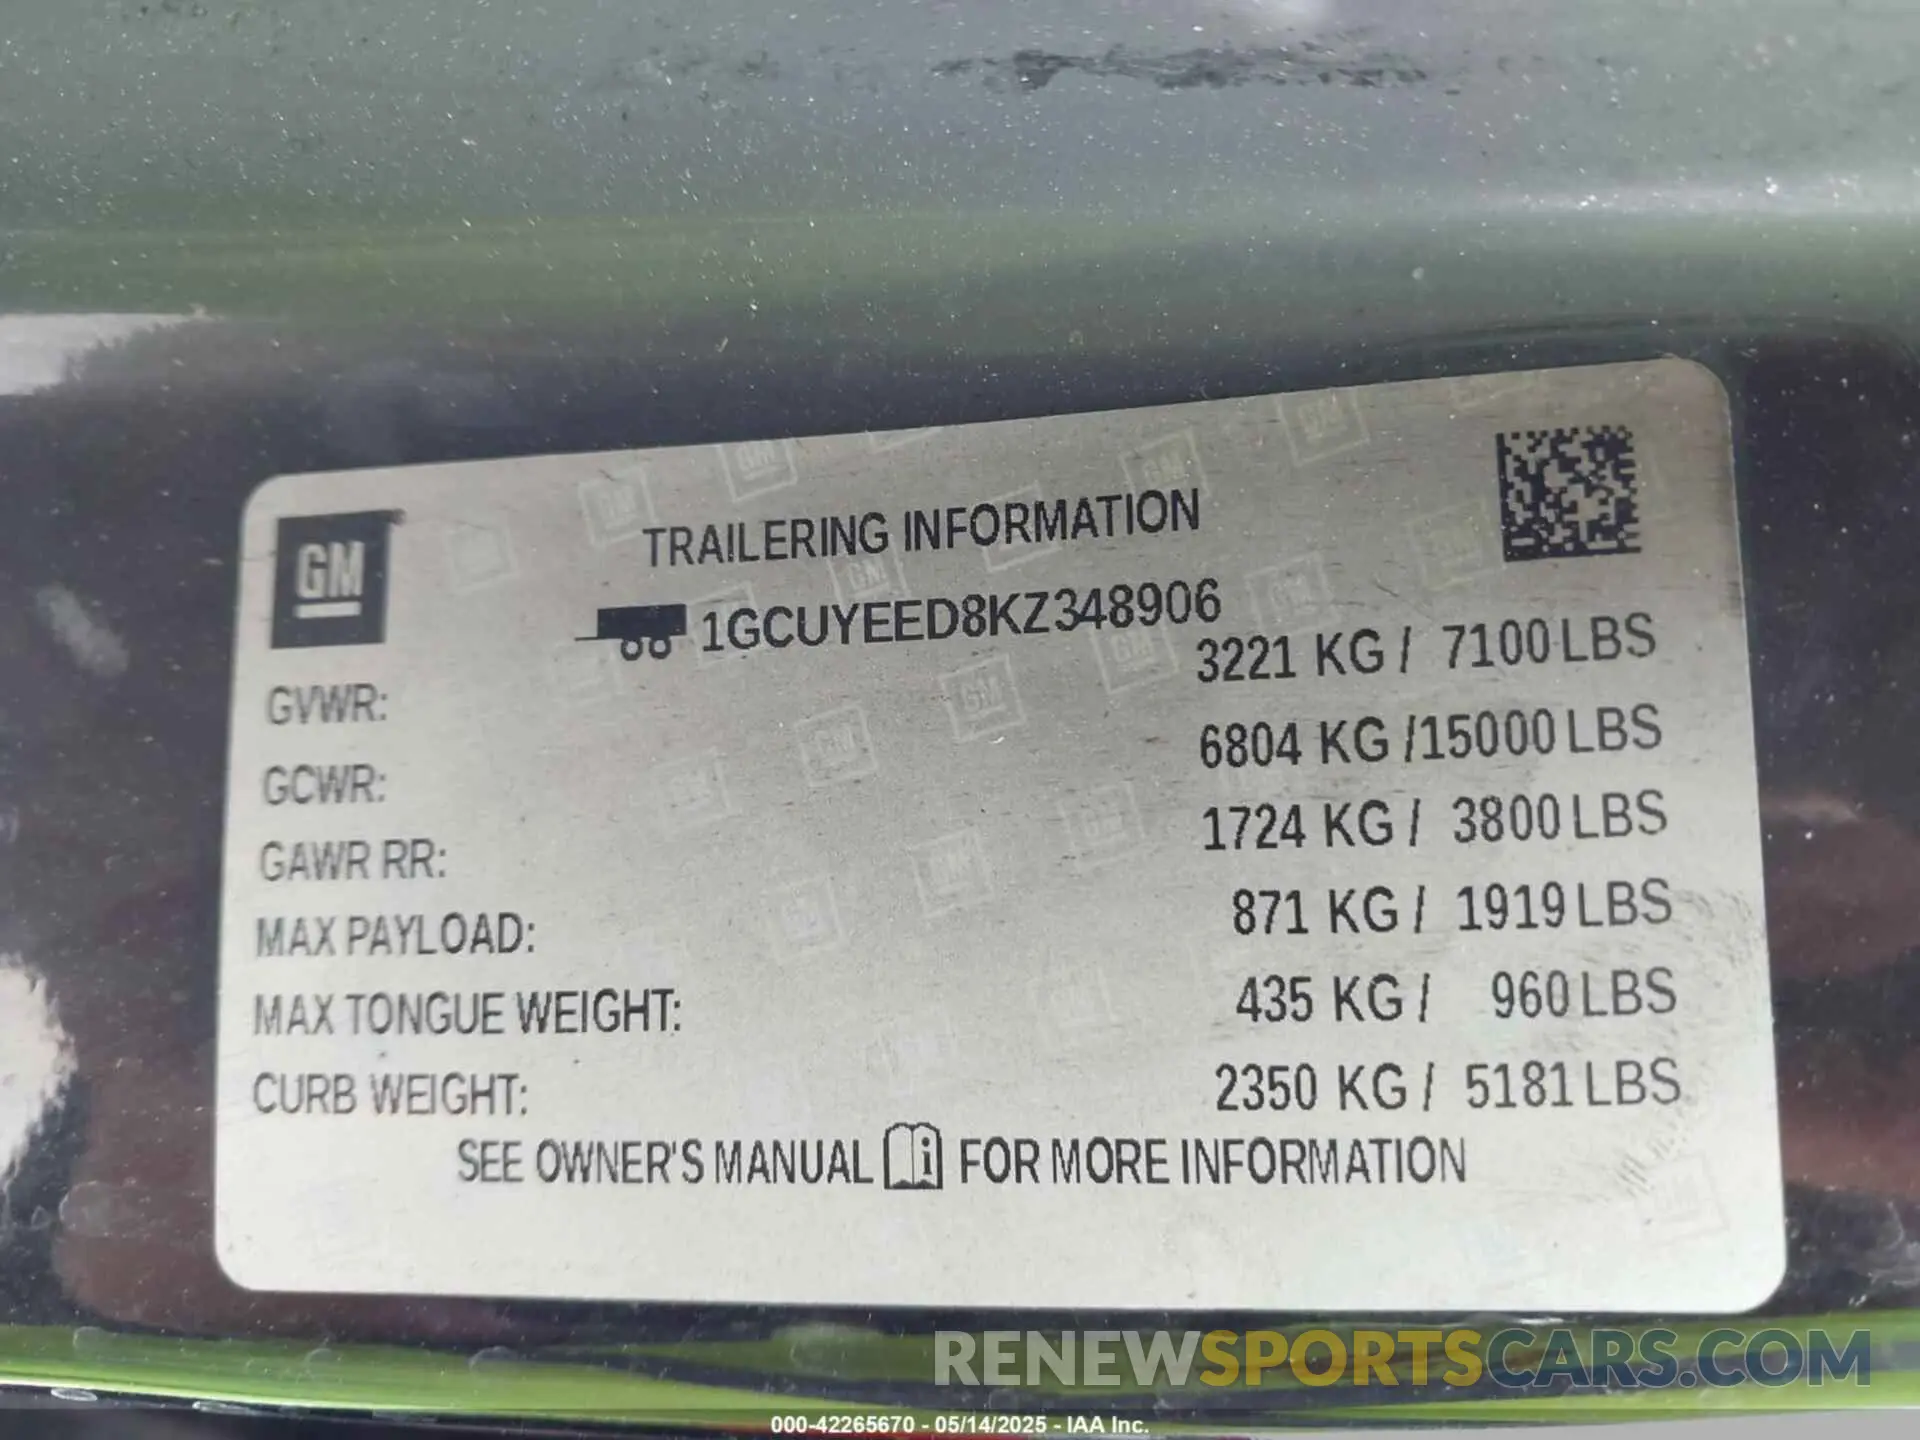 GM
TRAILERING INFORMATION
1GCUYEED8KZ348906
GVWR: 3221 KG / 7100 LBS
GCWR: 6804 KG /15000 LBS
GAWR RR: 1724 KG / 3800 LBS
MAX PAYLOAD: 871 KG / 1919 LBS
MAX TONGUE WEIGHT: 435 KG / 960 LBS
CURB WEIGHT: 2350 KG / 5181 LBS
SEE OWNER'S MANUAL i FOR MORE INFORMATION
RENEWSPORTSCARS.COM
000-42265670 - 05/14/2025 - IAA Inc.